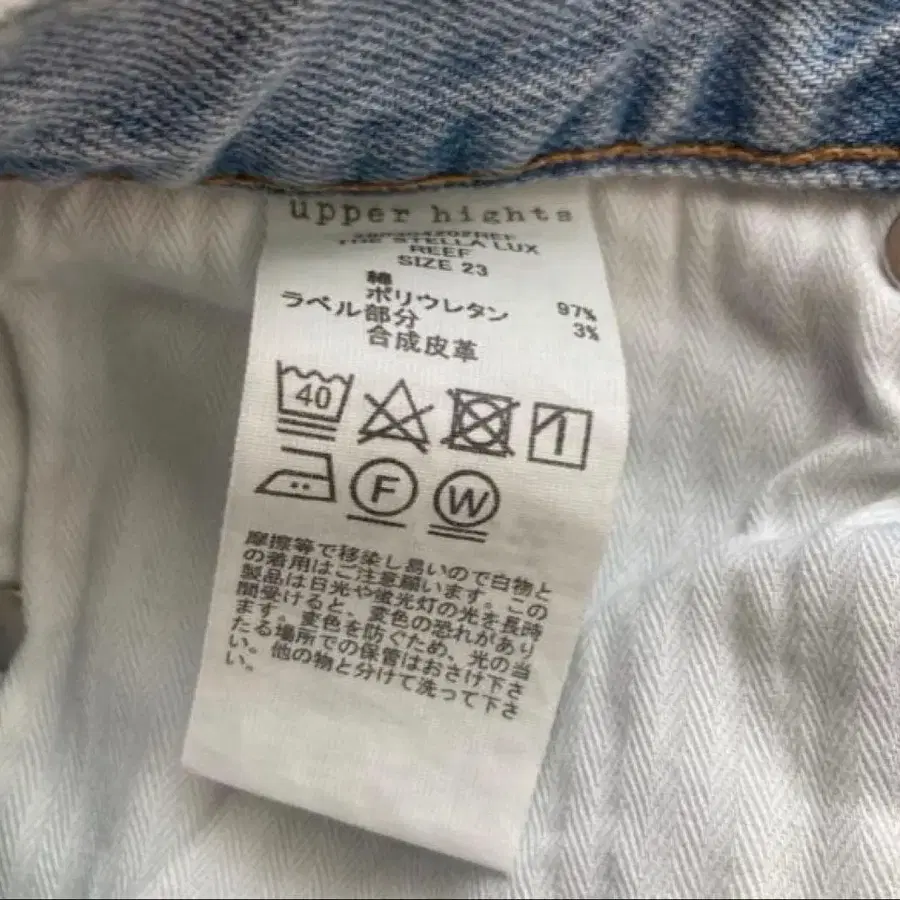 upper hights
THE STELLA LUX
REEF
SIZE 23
綿 97%
ポリウレタン 3%
ラベル部分
合成皮革
40
F W
摩擦等で移染し易いので白物と
の着用はご注意願います。この
製品は日光や蛍光灯の光を長時
間受けると、変色の恐れがあり
ます。変色を防ぐため、光の当
たる場所での保管はおさけ下さ
い。他の物と分けて洗って下さ
い。